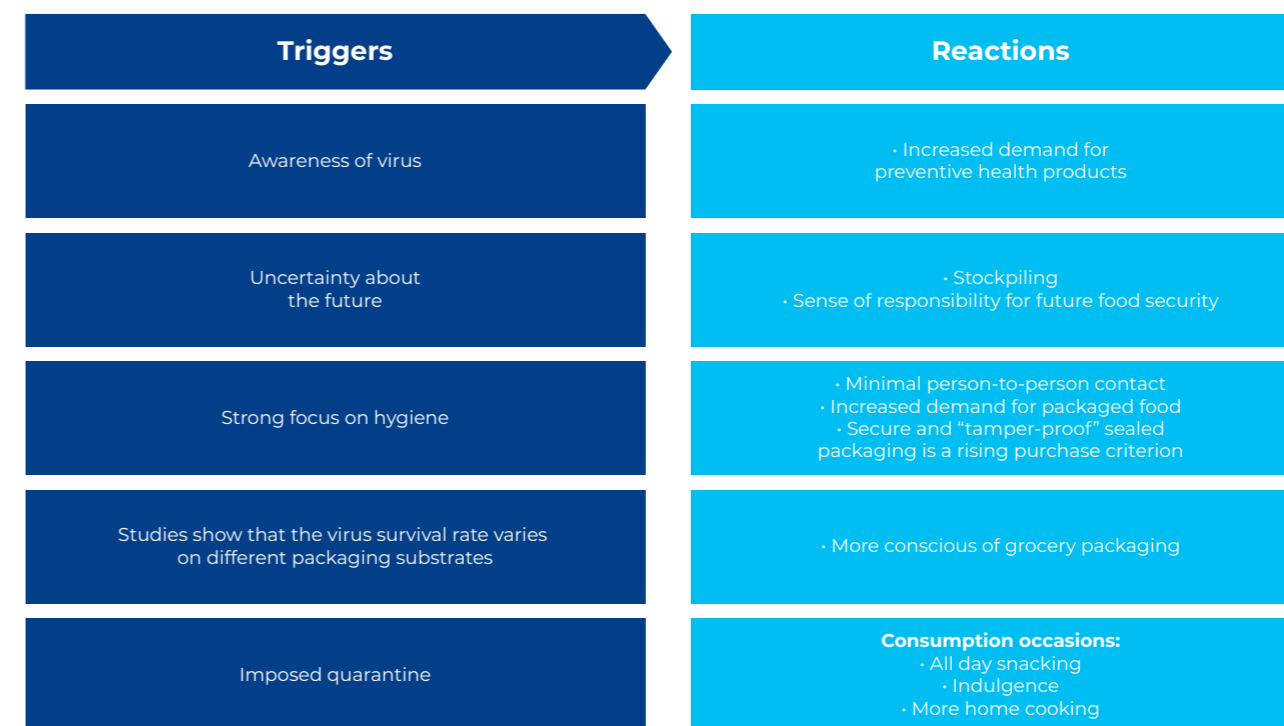 Triggers
Reactions
Awareness of virus
• Increased demand for
preventive health products
Uncertainty about
the future
• Stockpiling
• Sense of responsibility for future food security
Strong focus on hygiene
• Minimal person-to-person contact
• Increased demand for packaged food
• Secure and “tamper-proof” sealed
packaging is a rising purchase criterion
Studies show that the virus survival rate varies
on different packaging substrates
• More conscious of grocery packaging
Imposed quarantine
Consumption occasions:
• All day snacking
• Indulgence
• More home cooking